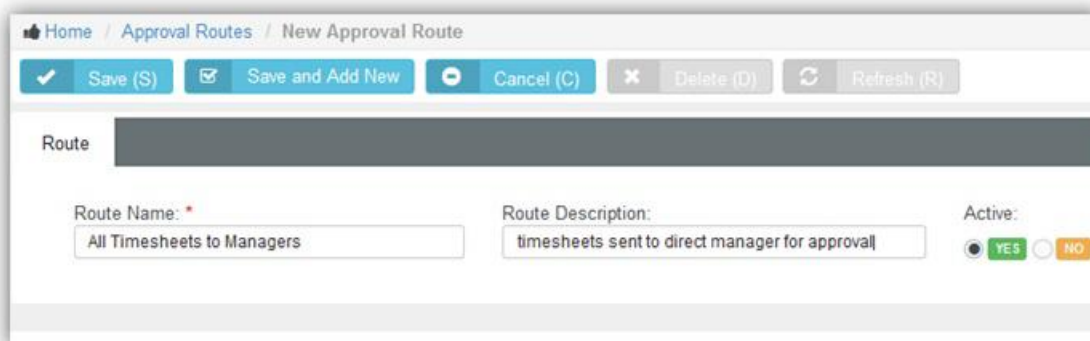 Home / Approval Routes / New Approval Route
Save (S) Save and Add New Cancel (C) Delete (D) Refresh (R)
Route
Route Name: * Route Description: Active:
All Timesheets to Managers timesheets sent to direct manager for approval YES NO